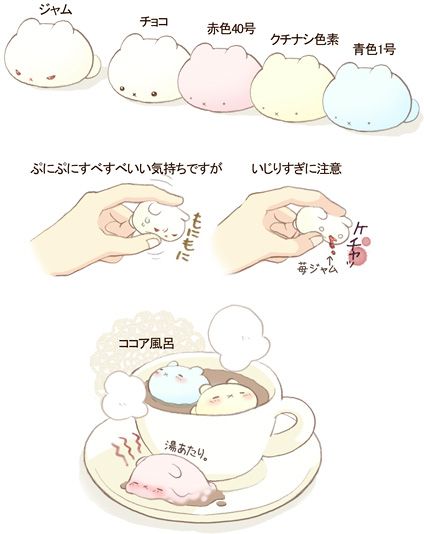 ジャム
チョコ
赤色40号
クチナシ色素
青色1号
ぷにぷにすべすべいい気持ちですが
いじりすぎに注意
もにもに
ケチャッ
苺ジャム
ココア風呂
湯あたり。